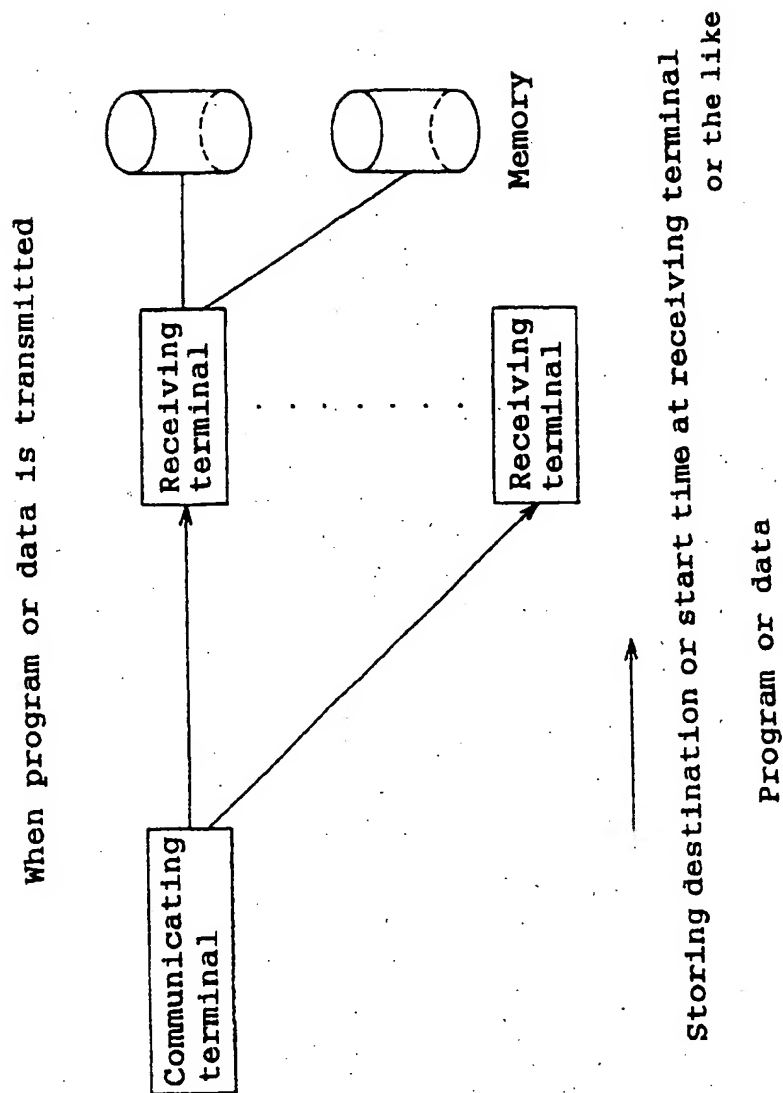 When program or data is transmitted
Communicating
terminal
Receiving
terminal
Receiving
terminal
Memory
Storing destination or start time at receiving terminal
or the like
Program or data